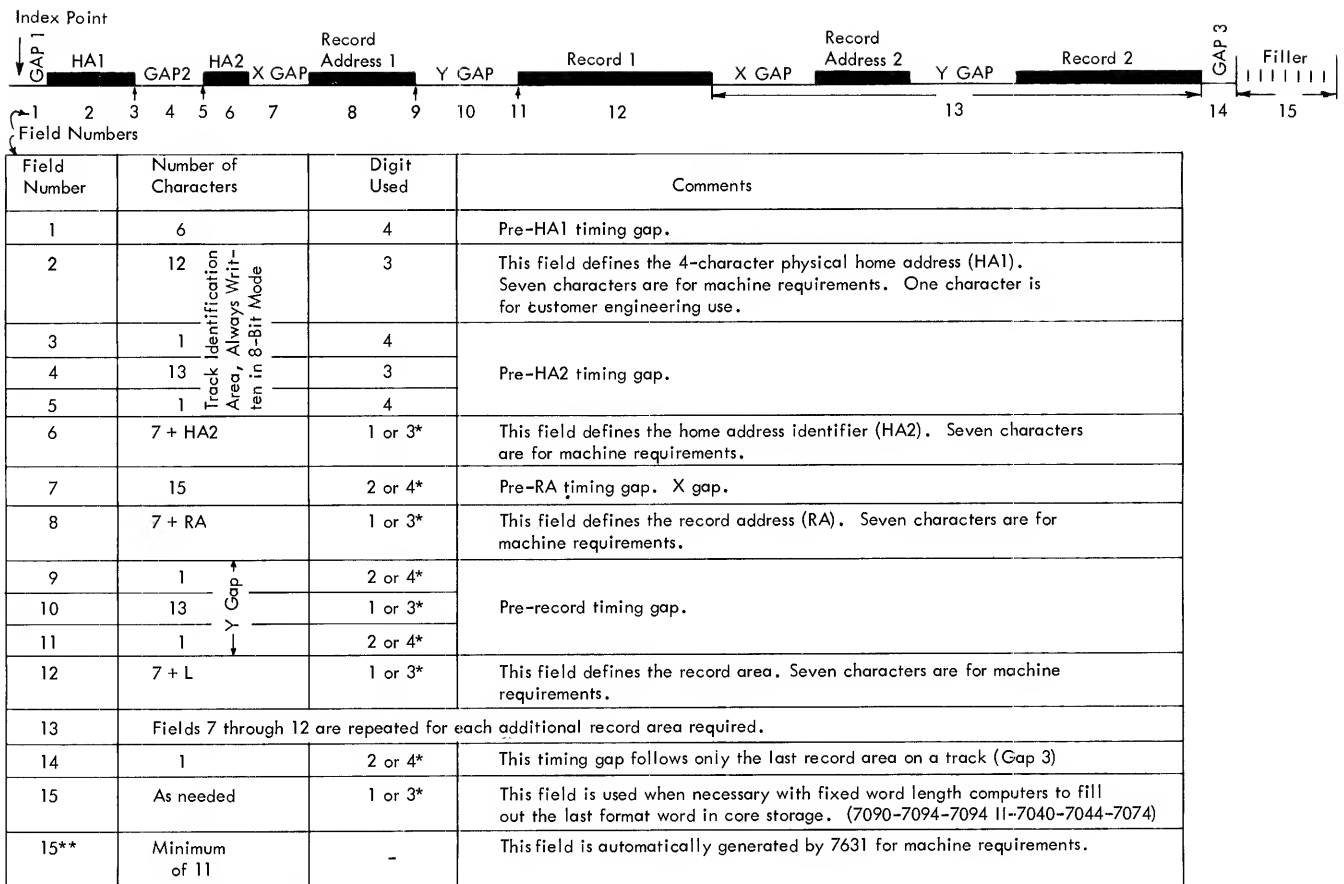 Index Point
GAP 1
HA1
GAP2
HA2
X GAP
Record
Address 1
Y GAP
Record 1
X GAP
Record
Address 2
Y GAP
Record 2
GAP 3
Filler
1 2 3 4 5 6 7 8 9 10 11 12 13 14 15
Field Numbers
Field
Number
Number of
Characters
Digit
Used
Comments
1 6 4 Pre-HA1 timing gap.
2 12 3 This field defines the 4-character physical home address (HA1).
Seven characters are for machine requirements. One character is
for customer engineering use.
Track Identification
Area, Always Writ-
ten in 8-Bit Mode
3 1 4
4 13 3 Pre-HA2 timing gap.
5 1 4
6 7 + HA2 1 or 3* This field defines the home address identifier (HA2). Seven characters
are for machine requirements.
7 15 2 or 4* Pre-RA timing gap. X gap.
8 7 + RA 1 or 3* This field defines the record address (RA). Seven characters are for
machine requirements.
9 1 2 or 4*
Y Gap
10 13 1 or 3* Pre-record timing gap.
11 1 2 or 4*
12 7 + L 1 or 3* This field defines the record area. Seven characters are for machine
requirements.
13 Fields 7 through 12 are repeated for each additional record area required.
14 1 2 or 4* This timing gap follows only the last record area on a track (Gap 3)
15 As needed 1 or 3* This field is used when necessary with fixed word length computers to fill
out the last format word in core storage. (7090-7094-7094 II-7040-7044-7074)
15** Minimum
of 11 - This field is automatically generated by 7631 for machine requirements.